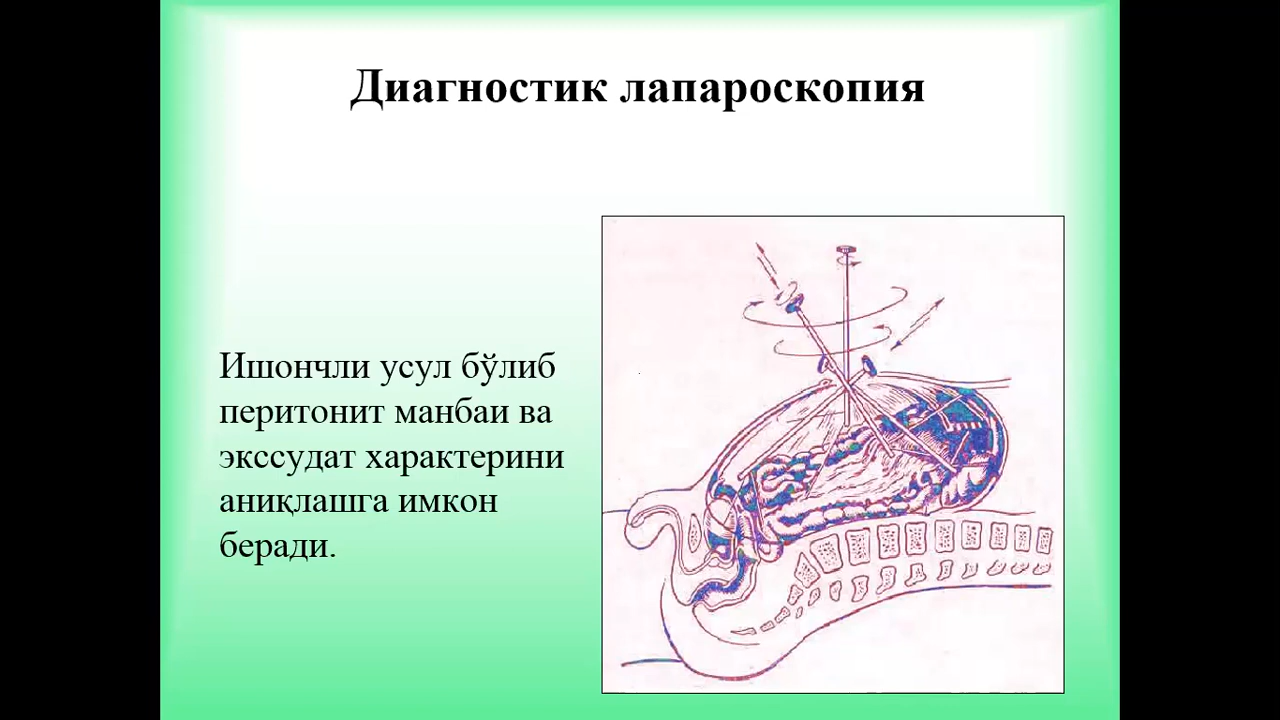 Диагностик лапароскопия
Ишончли усул бўлиб
перитонит манбаи ва
экссудат характерини
аниқлашга имкон
беради.